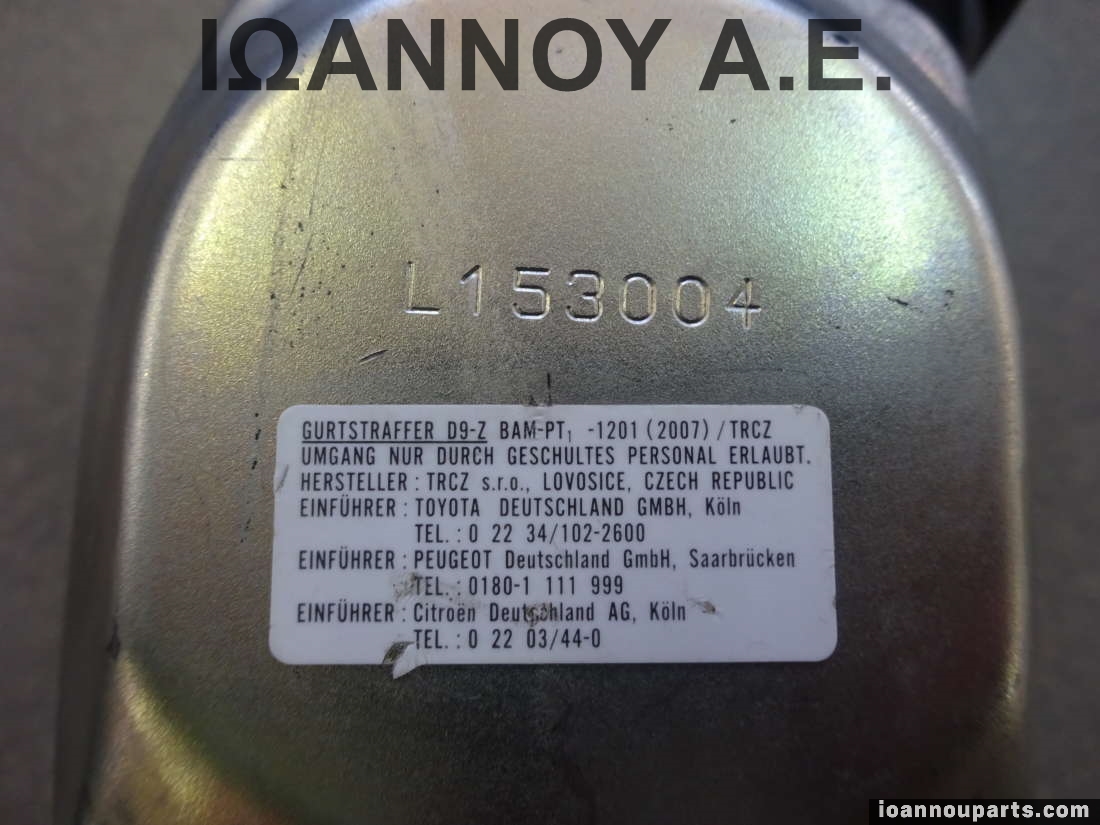 ΙΩΑΝΝΟΥ Α.Ε.
L153004
GURTSTRAFFER D9-Z BAM-PT₁ -1201 (2007) / TRCZ
UMGANG NUR DURCH GESCHULTES PERSONAL ERLAUBT.
HERSTELLER : TRCZ s.r.o., LOVOSICE, CZECH REPUBLIC
EINFÜHRER : TOYOTA DEUTSCHLAND GMBH, Köln
TEL. : 0 22 34/102-2600
EINFÜHRER : PEUGEOT Deutschland GmbH, Saarbrücken
TEL. : 0180-1 111 999
EINFÜHRER : Citroën Deutschland AG, Köln
TEL. : 0 22 03/44-0
ioannouparts.com